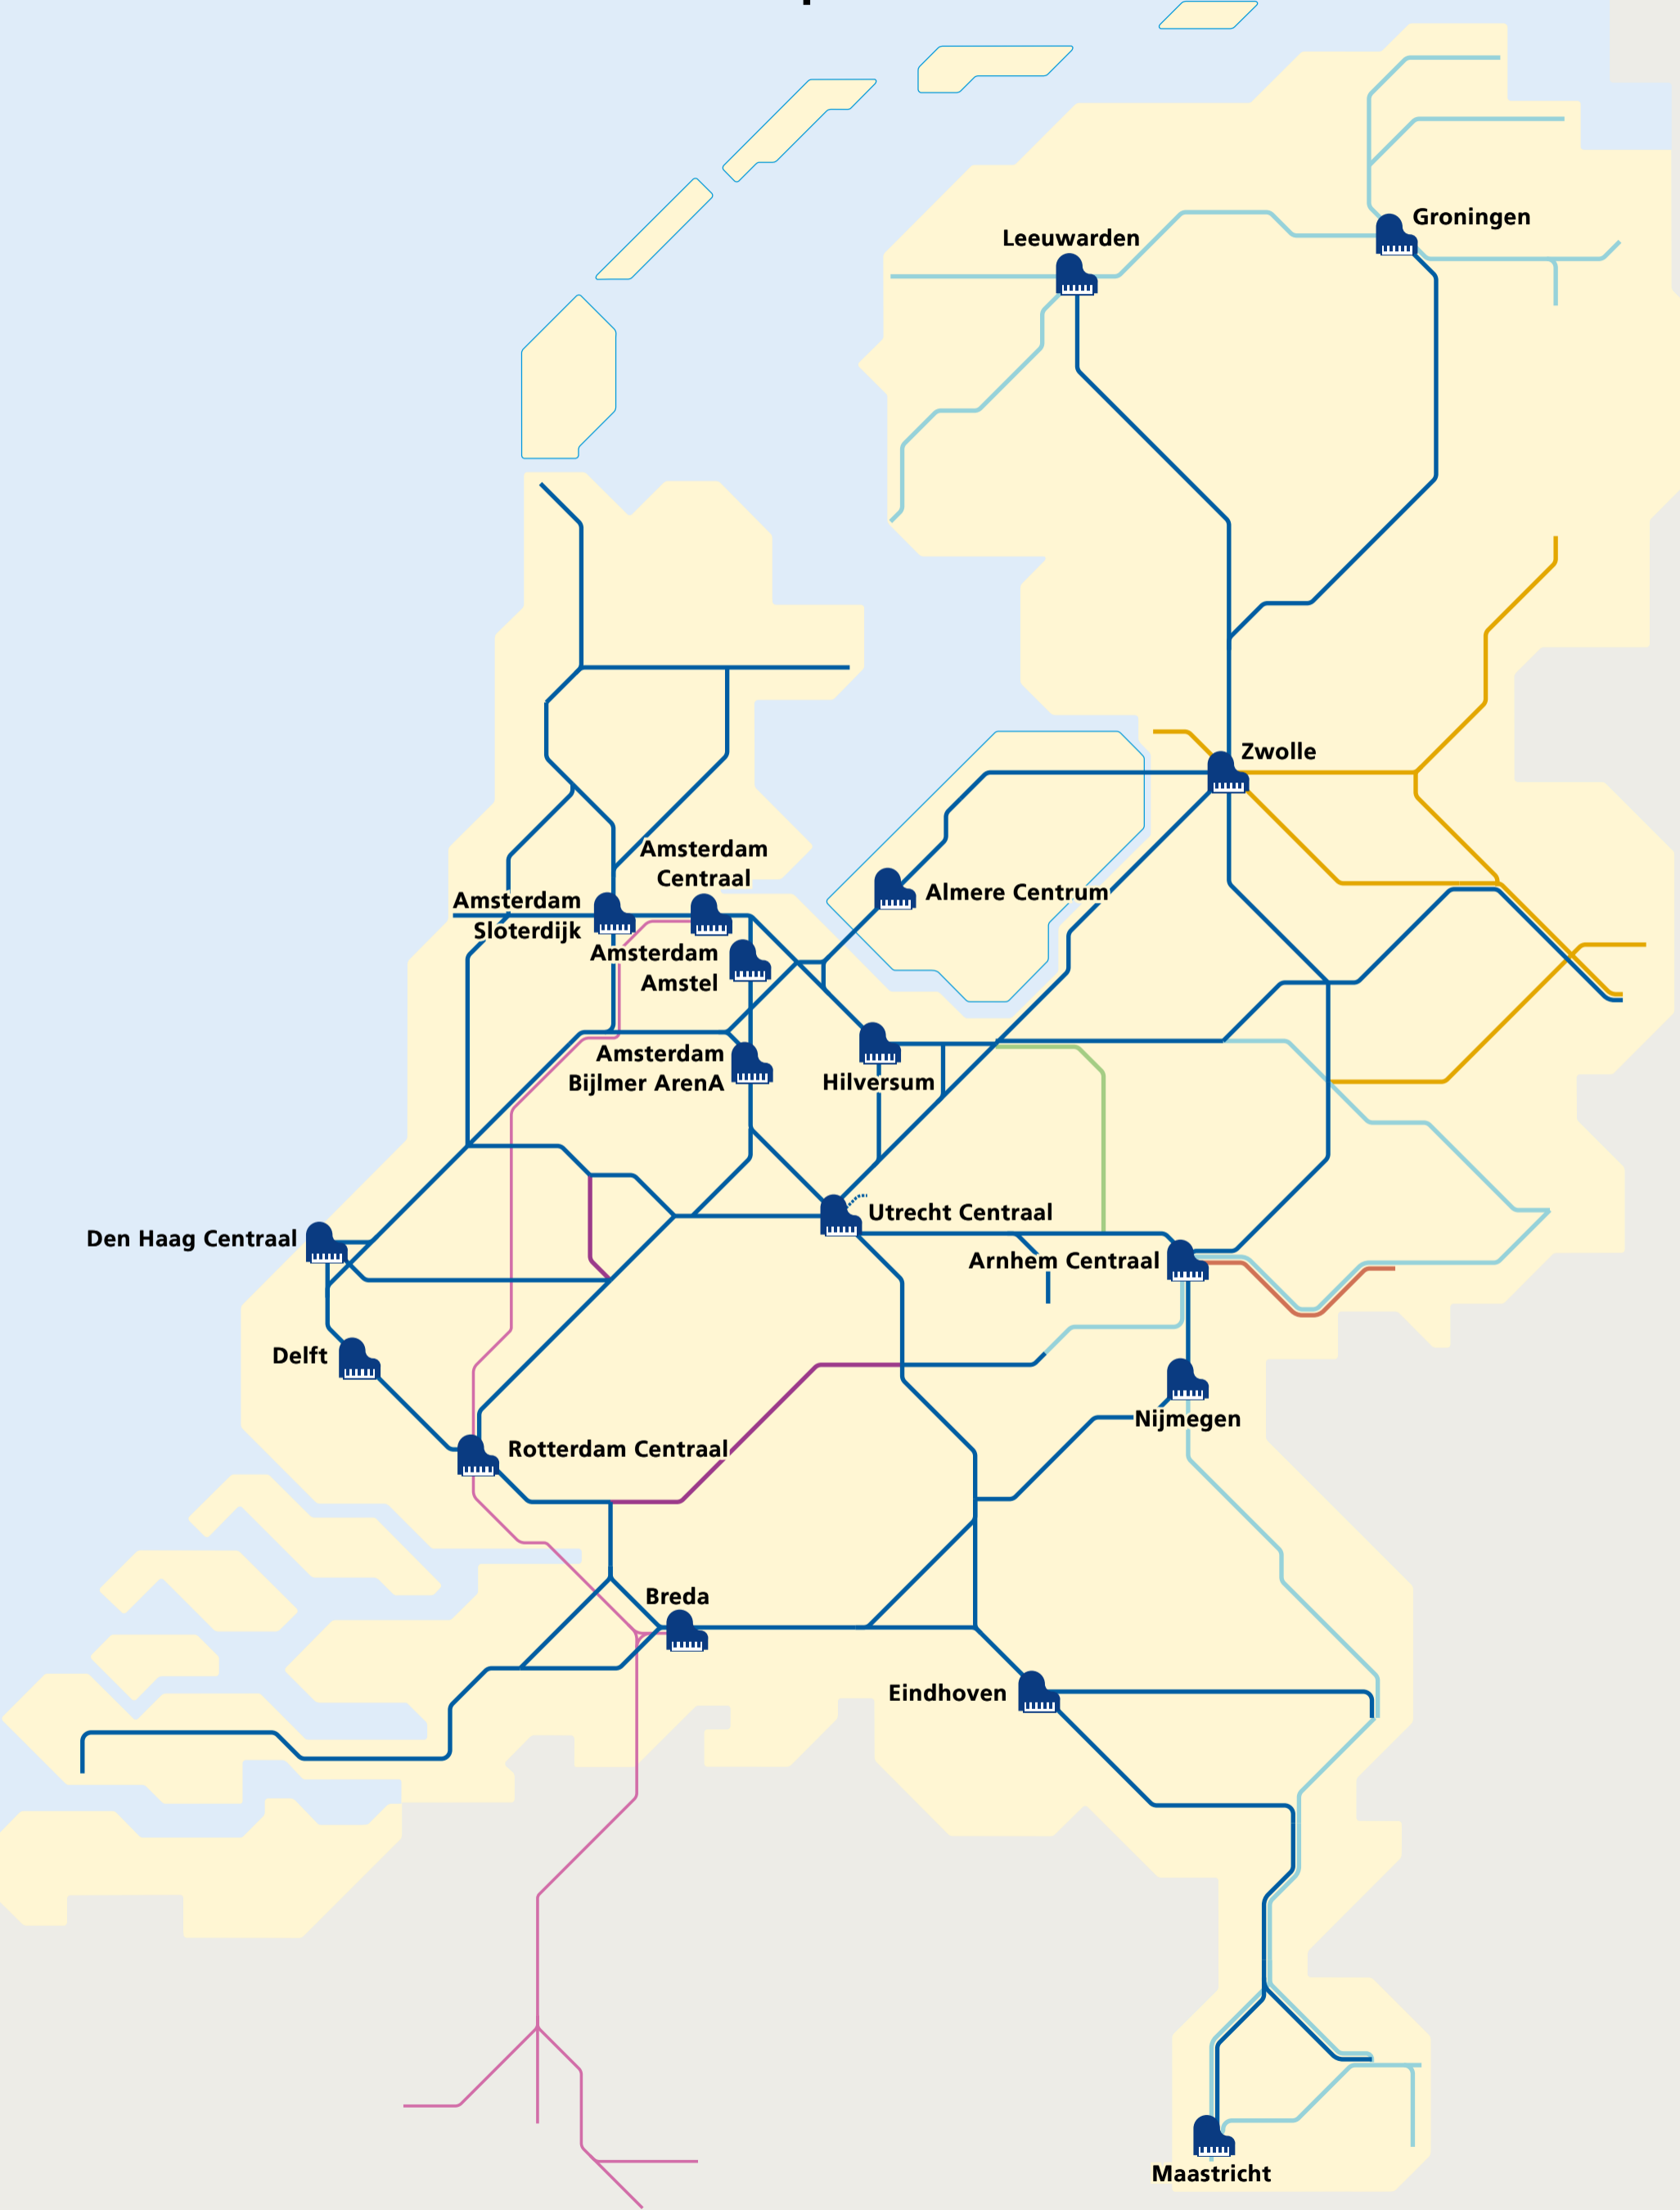 Groningen
Leeuwarden
Zwolle
Amsterdam
Centraal
Almere Centrum
Amsterdam
Sloterdijk
Amsterdam
Amstel
Amsterdam
Bijlmer ArenA
Hilversum
Utrecht Centraal
Den Haag Centraal
Arnhem Centraal
Delft
Nijmegen
Rotterdam Centraal
Breda
Eindhoven
Maastricht